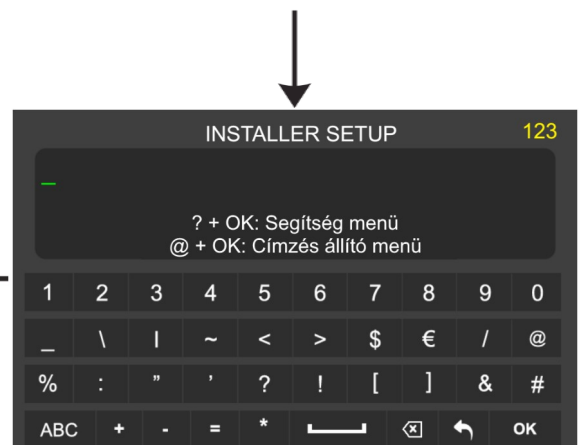 INSTALLER SETUP 123
_
? + OK: Segítség menü
@ + OK: Címzés állító menü
1 2 3 4 5 6 7 8 9 0
_ \ | ~ < > $ € / @
% : " ' ? ! [ ] & #
ABC + - = * OK